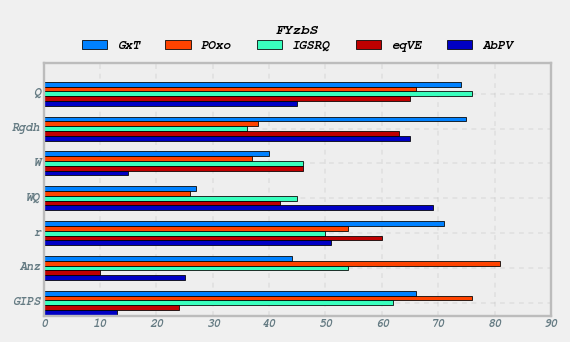 FYzbS
GxT POxo IGSRQ eqVE AbPV
Q
Rgdh
W
WQ
r
Anz
GIPS
0 10 20 30 40 50 60 70 80 90